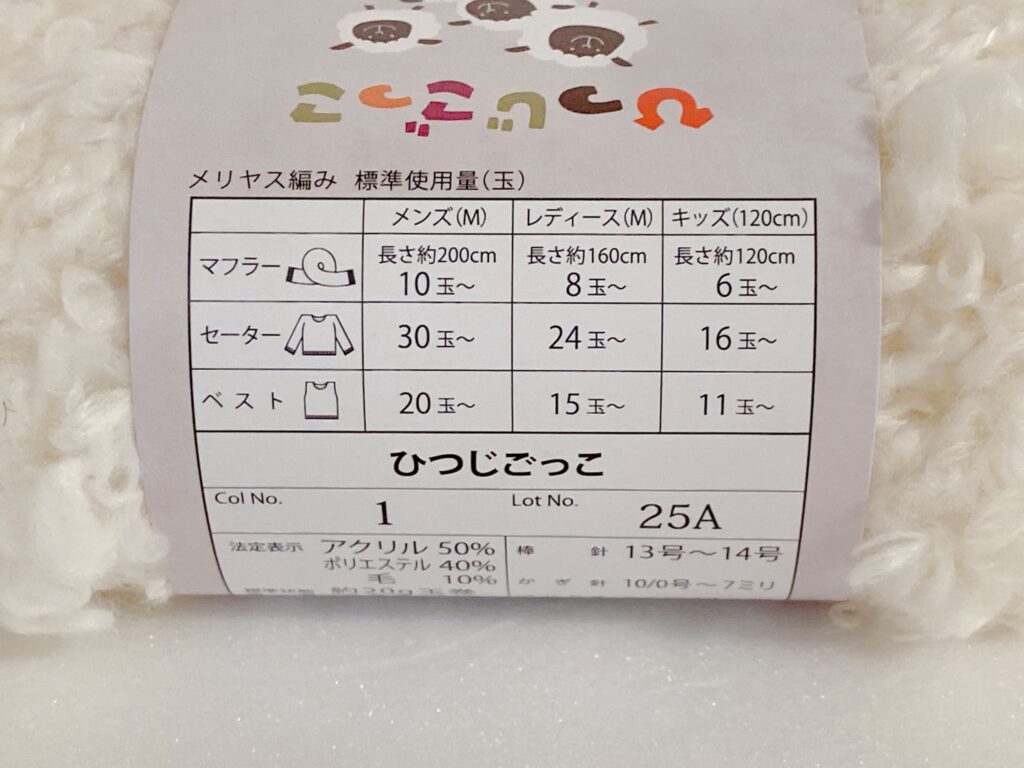 ひつじごっこ
メリヤス編み 標準使用量(玉)
メンズ(M) レディース(M) キッズ(120cm)
マフラー 長さ約200cm 10玉〜 長さ約160cm 8玉〜 長さ約120cm 6玉〜
セーター 30玉〜 24玉〜 16玉〜
ベスト 20玉〜 15玉〜 11玉〜
ひつじごっこ
Col No. 1 Lot No. 25A
法定表示 アクリル 50% 棒針 13号〜14号
ポリエステル 40%
毛 10% かぎ針 10/0号〜7ミリ
約20g玉巻